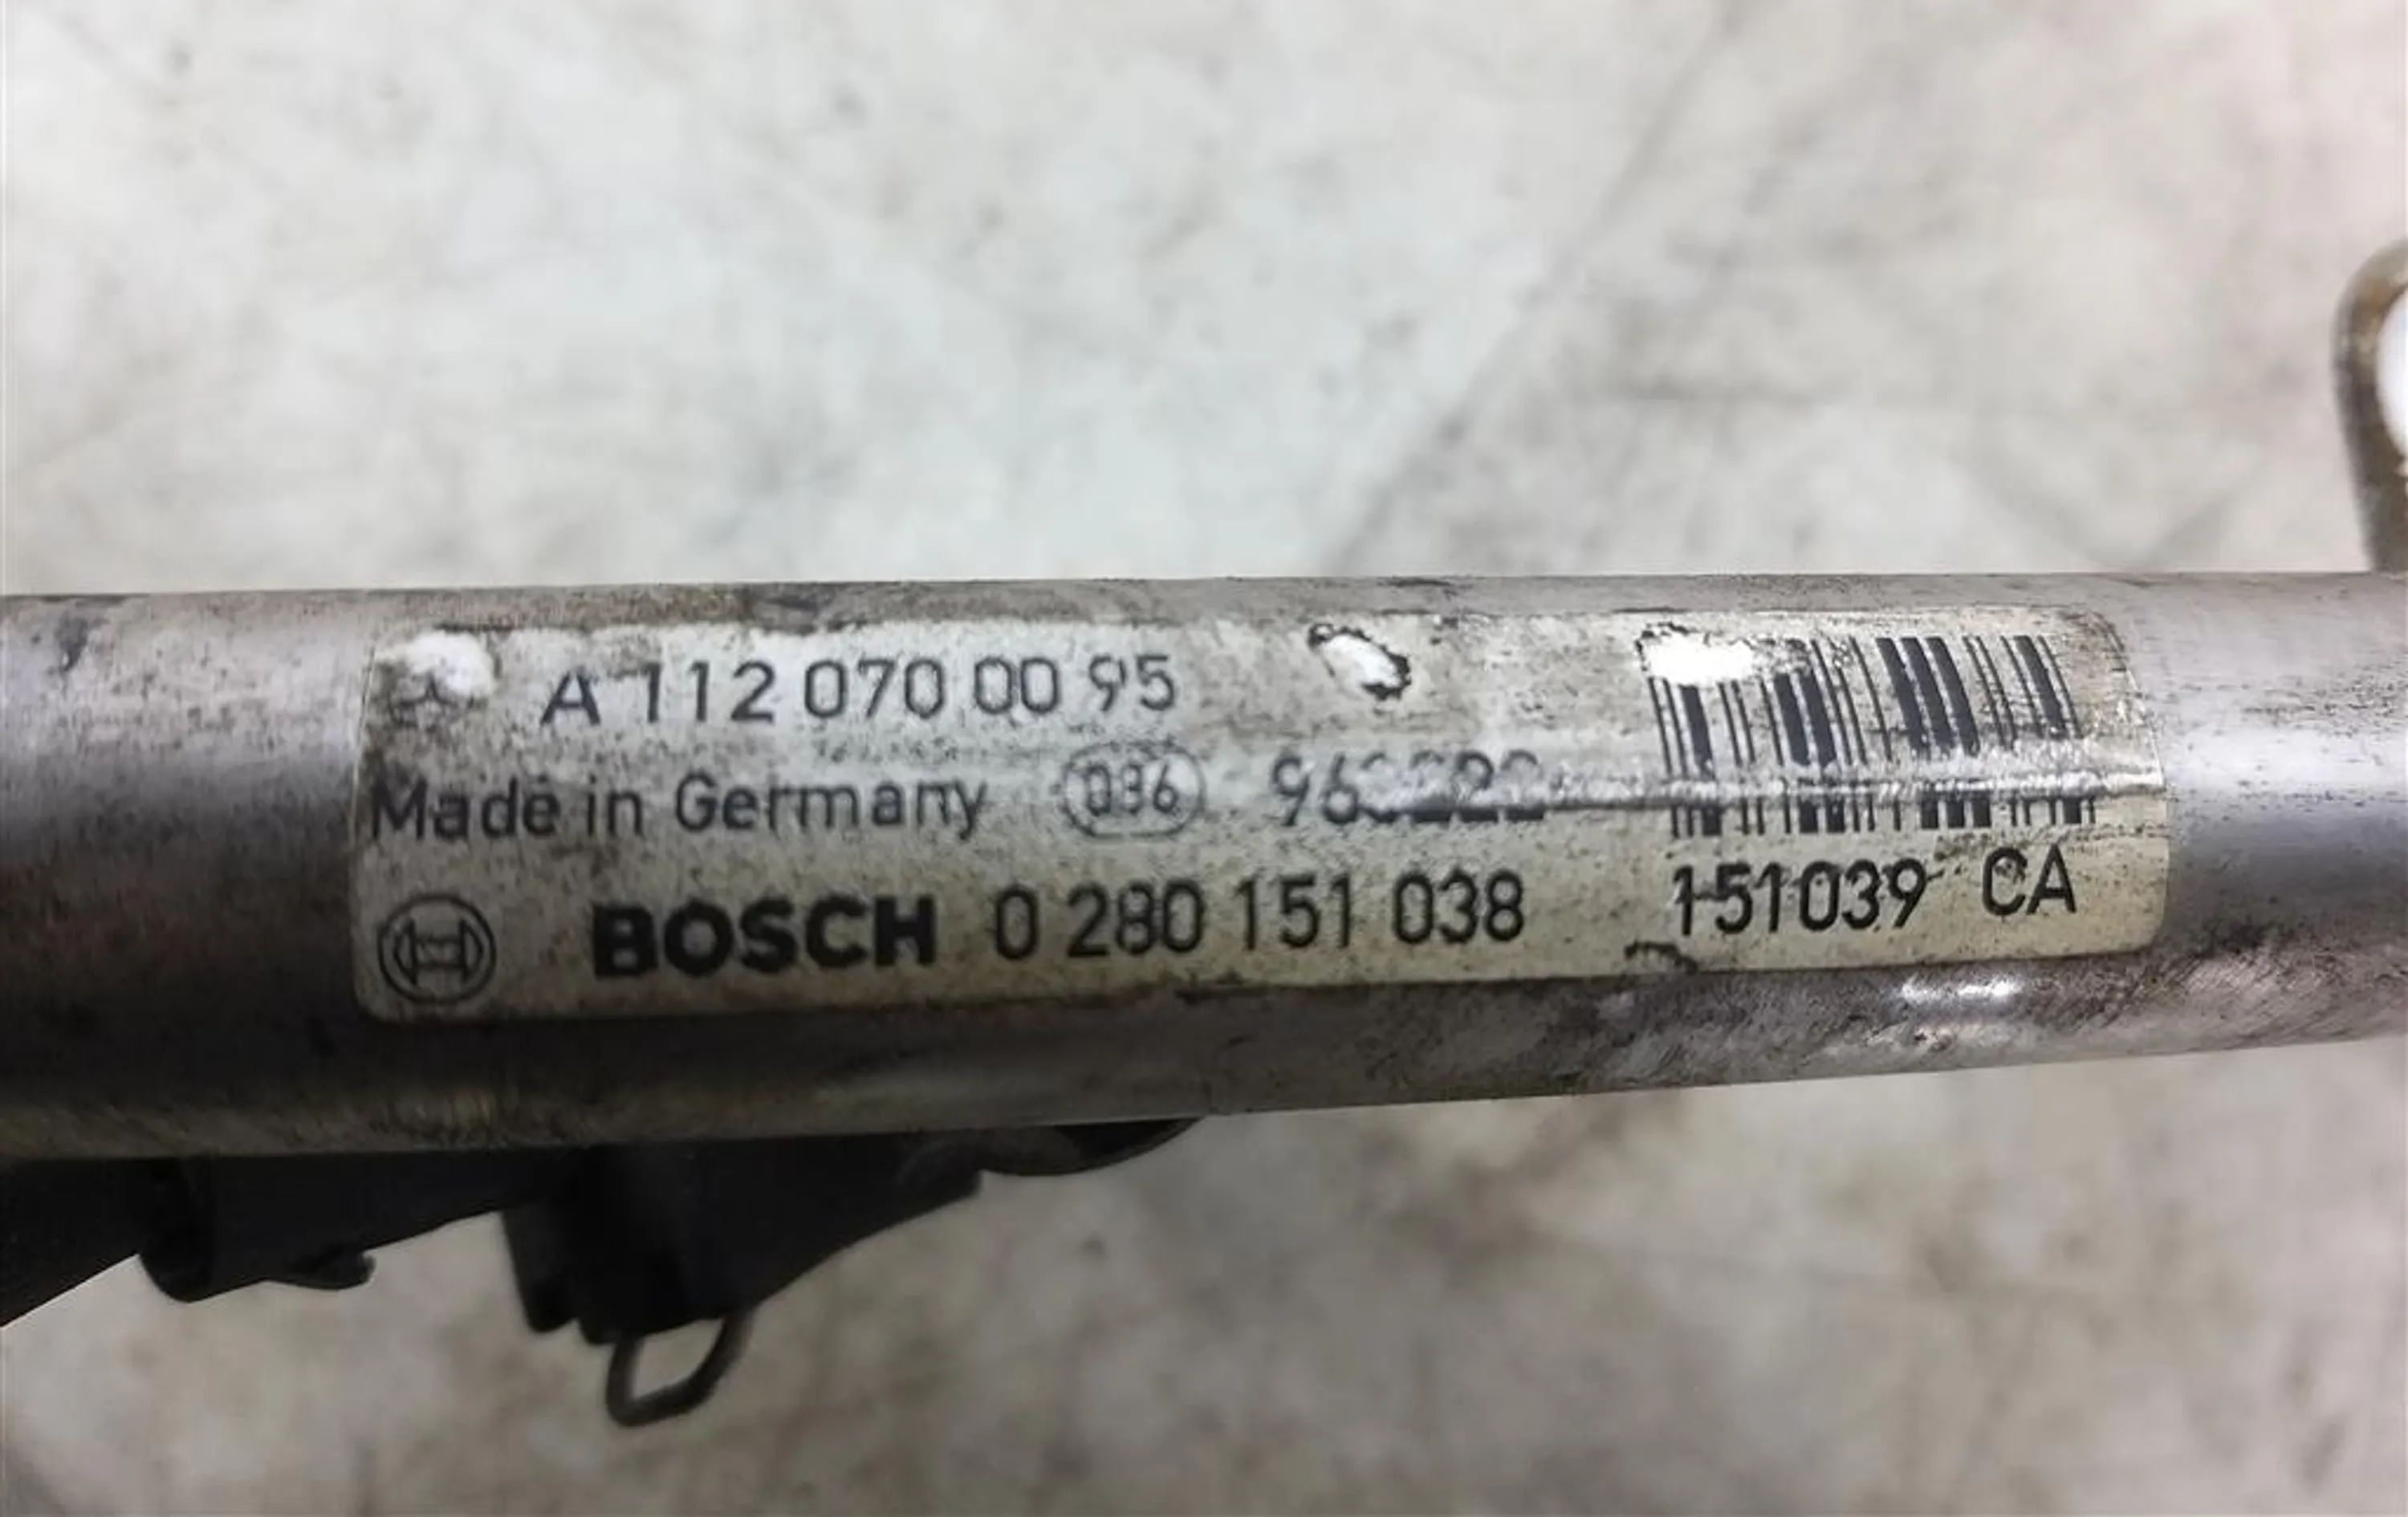 A 112 070 00 95
Made in Germany 036
BOSCH 0 280 151 038 151039 CA